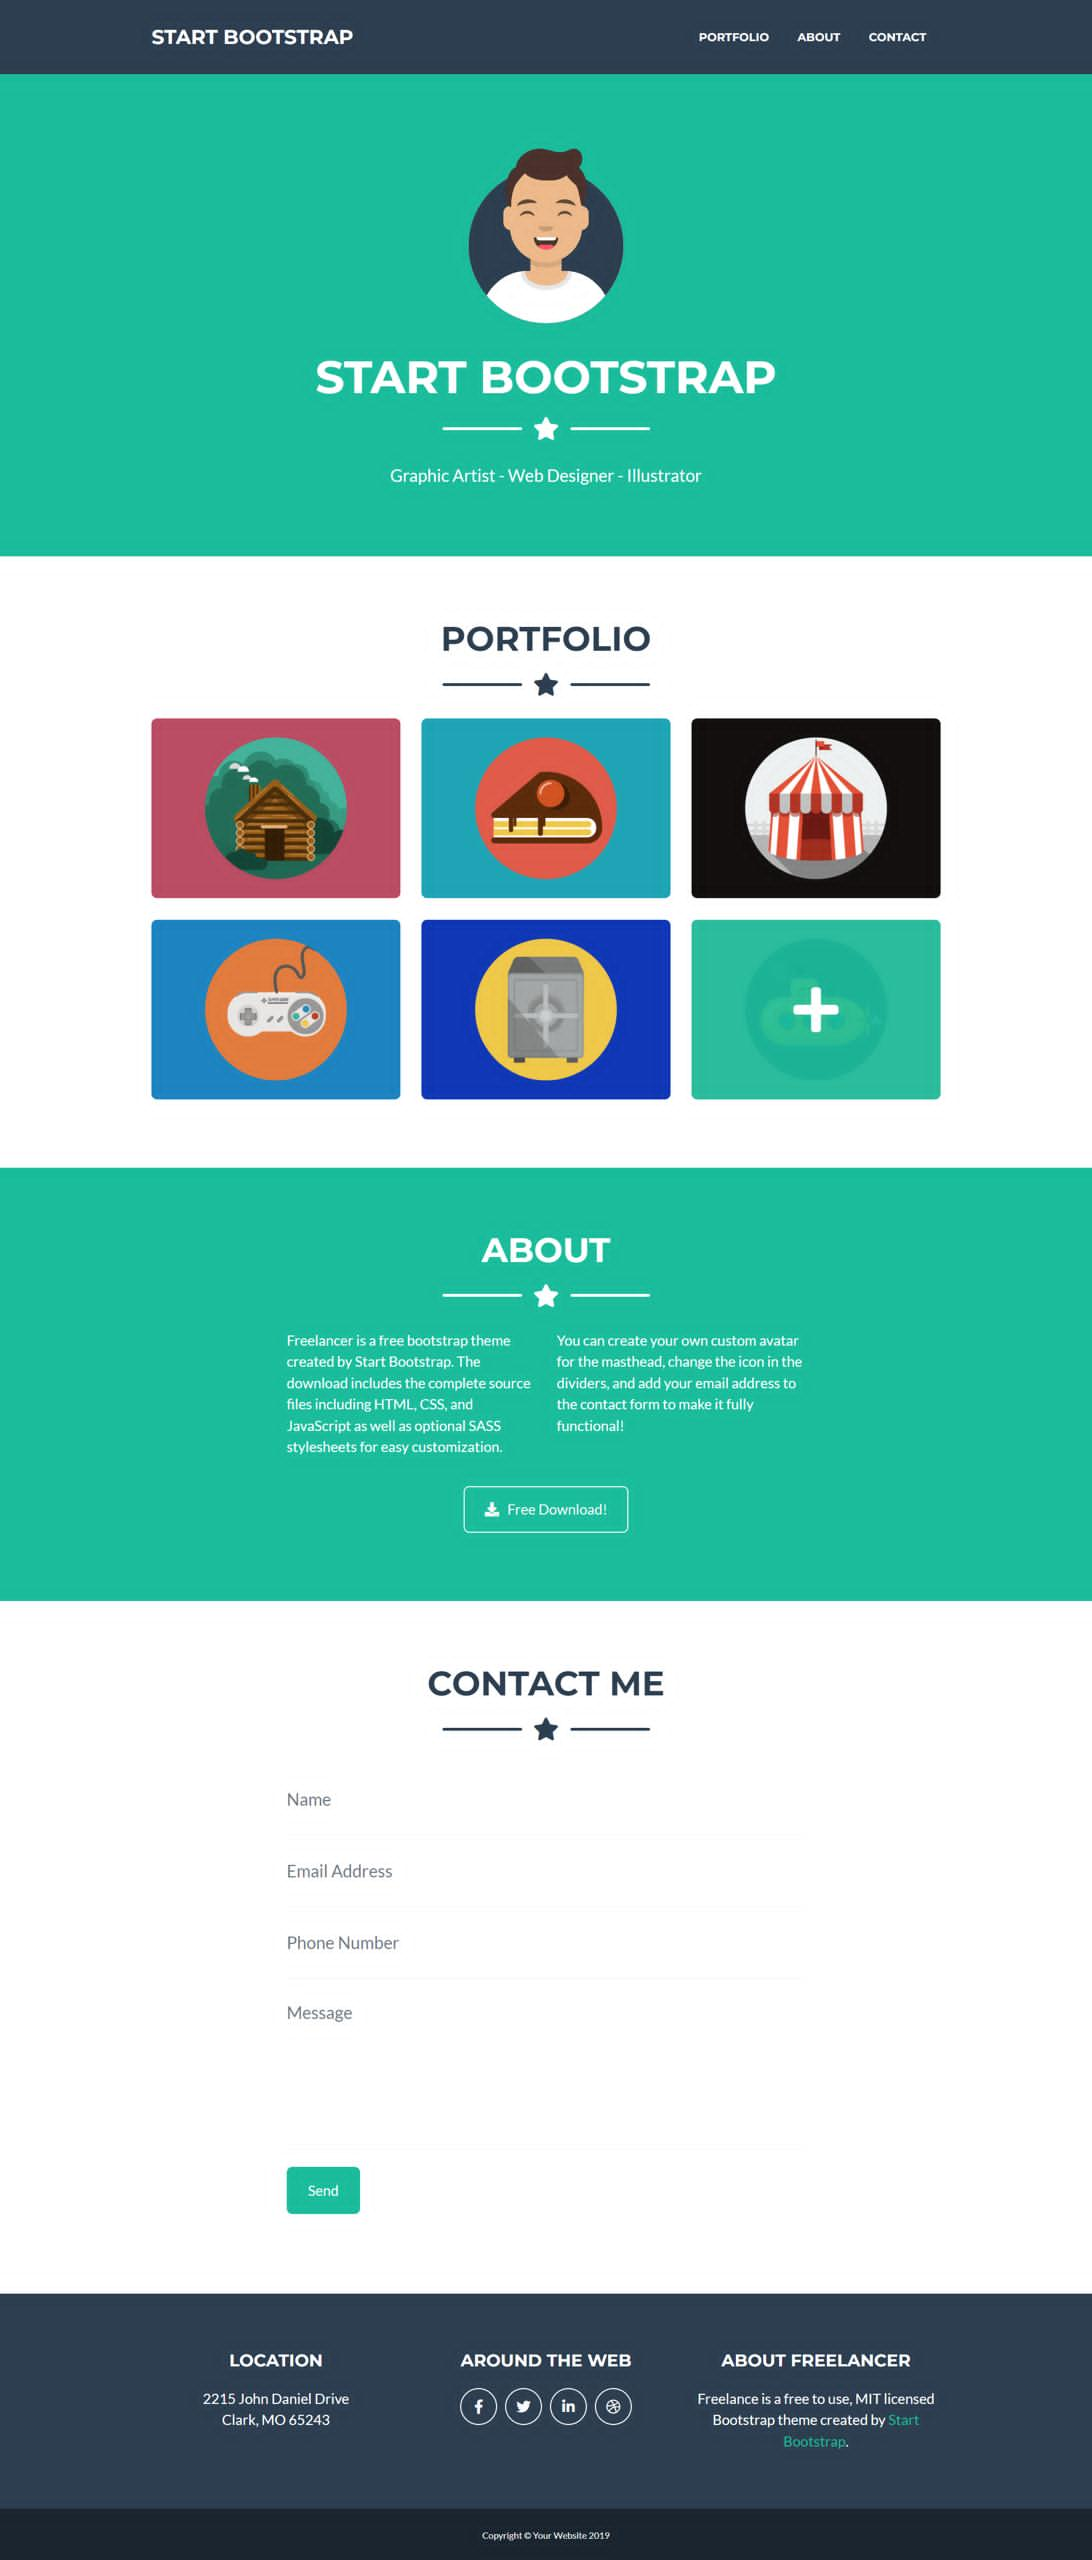 START BOOTSTRAP
PORTFOLIO
ABOUT
CONTACT
START BOOTSTRAP
Graphic Artist - Web Designer - Illustrator
PORTFOLIO
ABOUT
Freelancer is a free bootstrap theme
created by Start Bootstrap. The
download includes the complete source
files including HTML, CSS, and
JavaScript as well as optional SASS
stylesheets for easy customization.
You can create your own custom avatar
for the masthead, change the icon in the
dividers, and add your email address to
the contact form to make it fully
functional!
Free Download!
CONTACT ME
Name
Email Address
Phone Number
Message
Send
LOCATION
2215 John Daniel Drive
Clark, MO 65243
AROUND THE WEB
ABOUT FREELANCER
Freelance is a free to use, MIT licensed
Bootstrap theme created by Start
Bootstrap.
Copyright © Your Website 2019